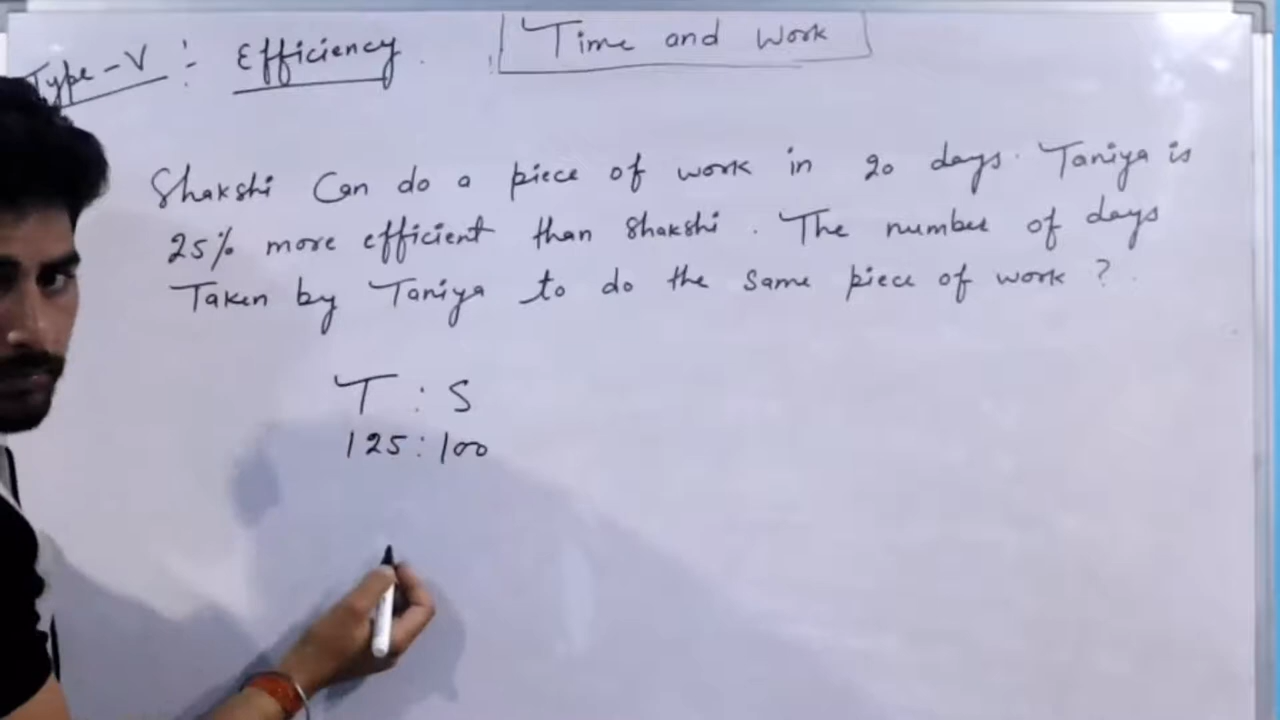 Type-V :- Efficiency. Time and Work
Shakshi Can do a piece of work in 20 days. Taniya is
25% more efficient than Shakshi. The number of days
Taken by Taniya to do the same piece of work ?
T : S
125 : 100